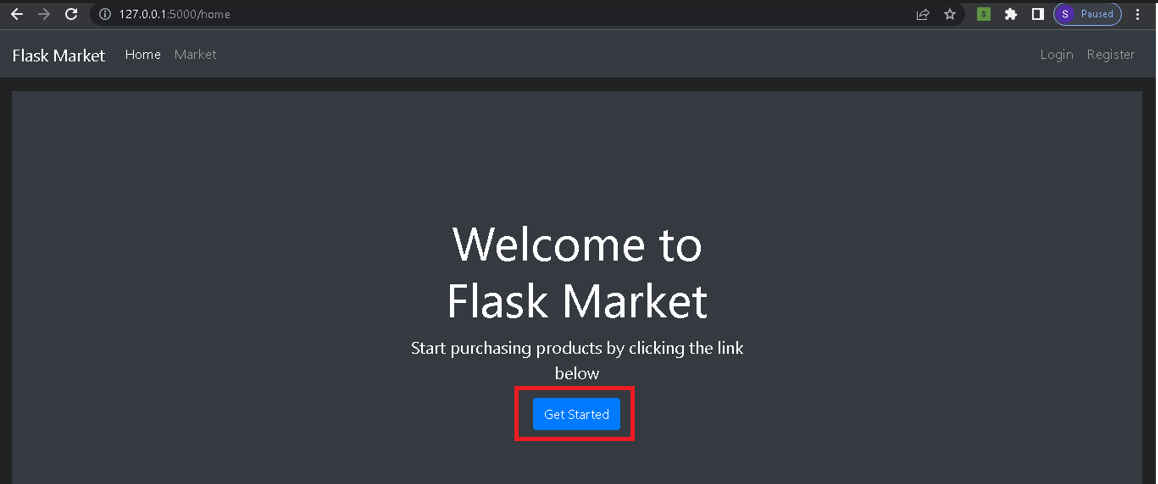 127.0.0.1:5000/home
S Paused
Flask Market Home Market Login Register
Welcome to
Flask Market
Start purchasing products by clicking the link
below
Get Started